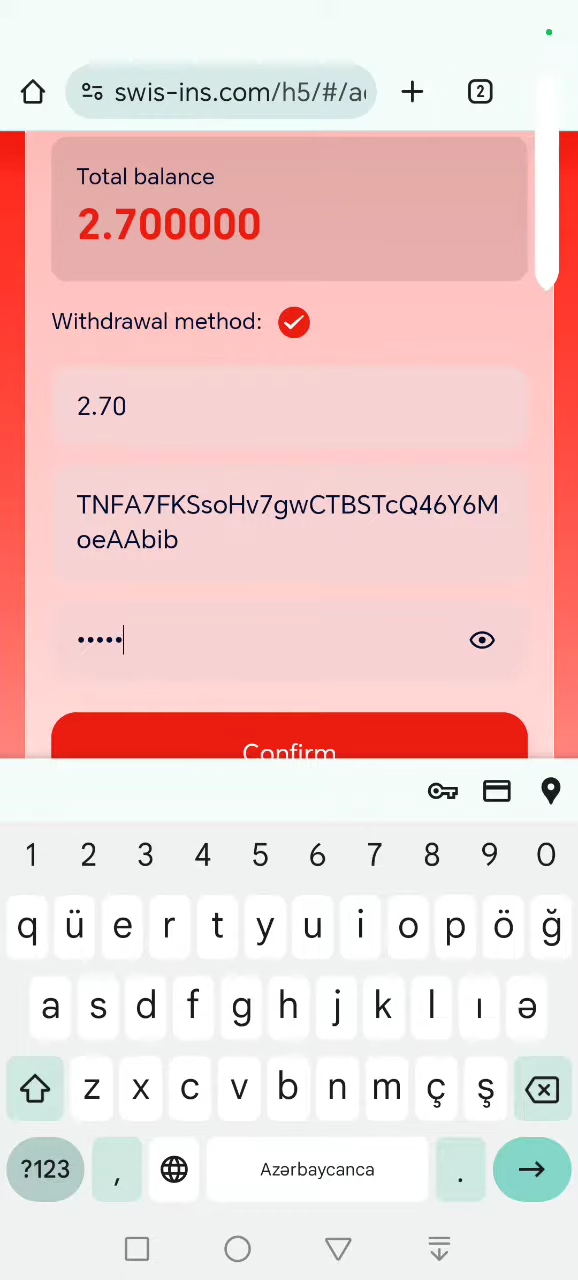 swis-ins.com/h5/#/a
2
Total balance
2.700000
Withdrawal method:
2.70
TNFA7FKSsoHv7gwCTBSTcQ46Y6M
oeAAbib
•••••
Confirm
1 2 3 4 5 6 7 8 9 0
q ü e r t y u i o p ö ğ
a s d f g h j k l ı ə
z x c v b n m ç ş
?123 , Azərbaycanca .